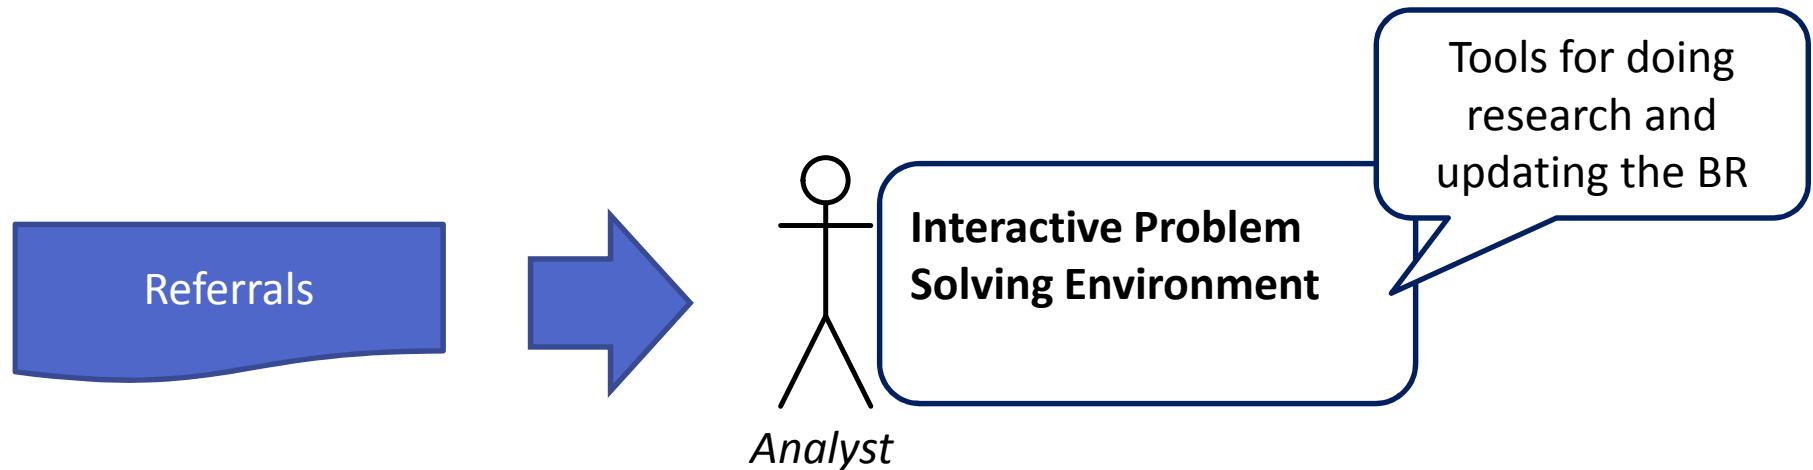 Tools for doing
research and
updating the BR
Interactive Problem
Solving Environment
Referrals
Analyst